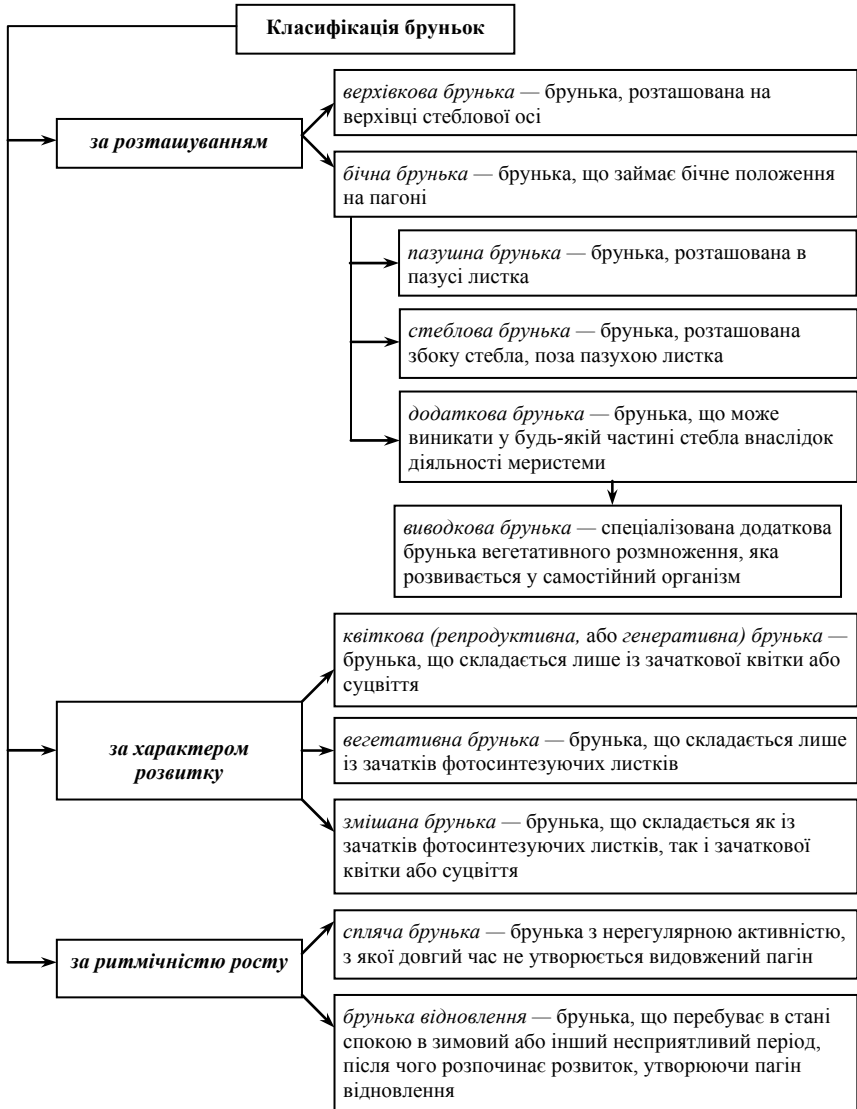 Класифікація бруньок
верхівкова брунька — брунька, розташована на
верхівці стеблової осі
за розташуванням
бічна брунька — брунька, що займає бічне положення
на пагоні
пазушна брунька — брунька, розташована в
пазусі листка
стеблова брунька — брунька, розташована
збоку стебла, поза пазухою листка
додаткова брунька — брунька, що може
виникати у будь-якій частині стебла внаслідок
діяльності меристеми
виводкова брунька — спеціалізована додаткова
брунька вегетативного розмноження, яка
розвивається у самостійний організм
квіткова (репродуктивна, або генеративна) брунька —
брунька, що складається лише із зачаткової квітки або
суцвіття
за характером
розвитку
вегетативна брунька — брунька, що складається лише
із зачатків фотосинтезуючих листків
змішана брунька — брунька, що складається як із
зачатків фотосинтезуючих листків, так і зачаткової
квітки або суцвіття
за ритмічністю росту
спляча брунька — брунька з нерегулярною активністю,
з якої довгий час не утворюється видовжений пагін
брунька відновлення — брунька, що перебуває в стані
спокою в зимовий або інший несприятливий період,
після чого розпочинає розвиток, утворюючи пагін
відновлення